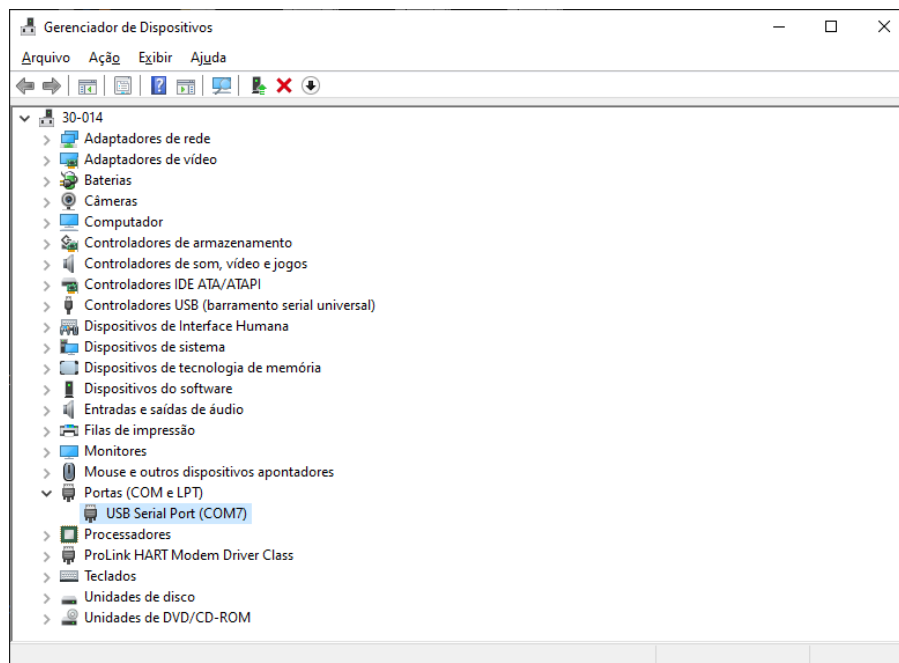 Gerenciador de Dispositivos
Arquivo Ação Exibir Ajuda
30-014
Adaptadores de rede
Adaptadores de vídeo
Baterias
Câmeras
Computador
Controladores de armazenamento
Controladores de som, vídeo e jogos
Controladores IDE ATA/ATAPI
Controladores USB (barramento serial universal)
Dispositivos de Interface Humana
Dispositivos de sistema
Dispositivos de tecnologia de memória
Dispositivos do software
Entradas e saídas de áudio
Filas de impressão
Monitores
Mouse e outros dispositivos apontadores
Portas (COM e LPT)
USB Serial Port (COM7)
Processadores
ProLink HART Modem Driver Class
Teclados
Unidades de disco
Unidades de DVD/CD-ROM